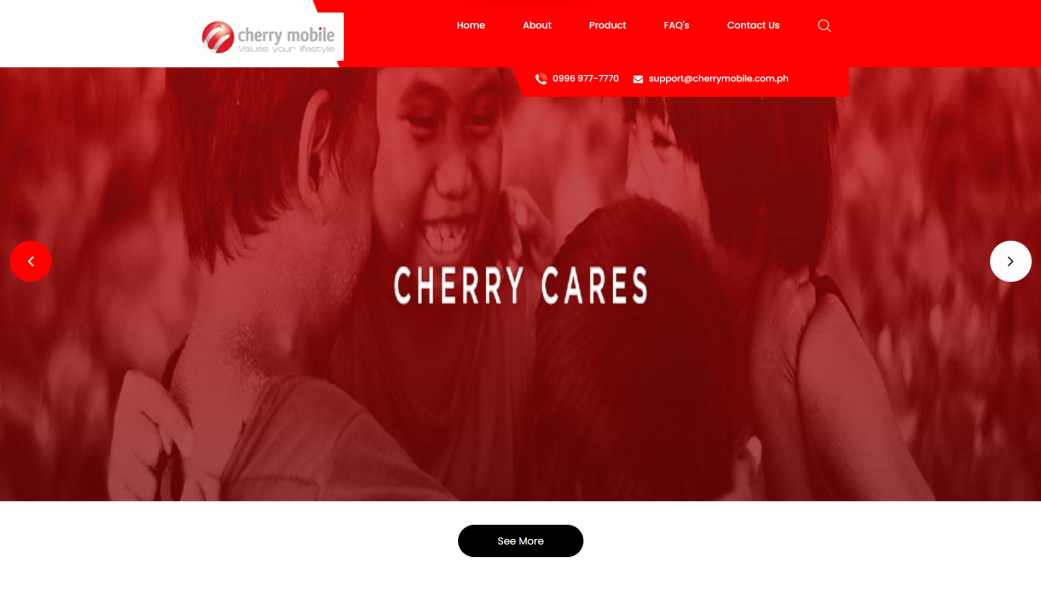 cherry mobile
Values your lifestyle
Home About Product FAQ's Contact Us
0996 977-7770 support@cherrymobile.com.ph
CHERRY CARES
See More